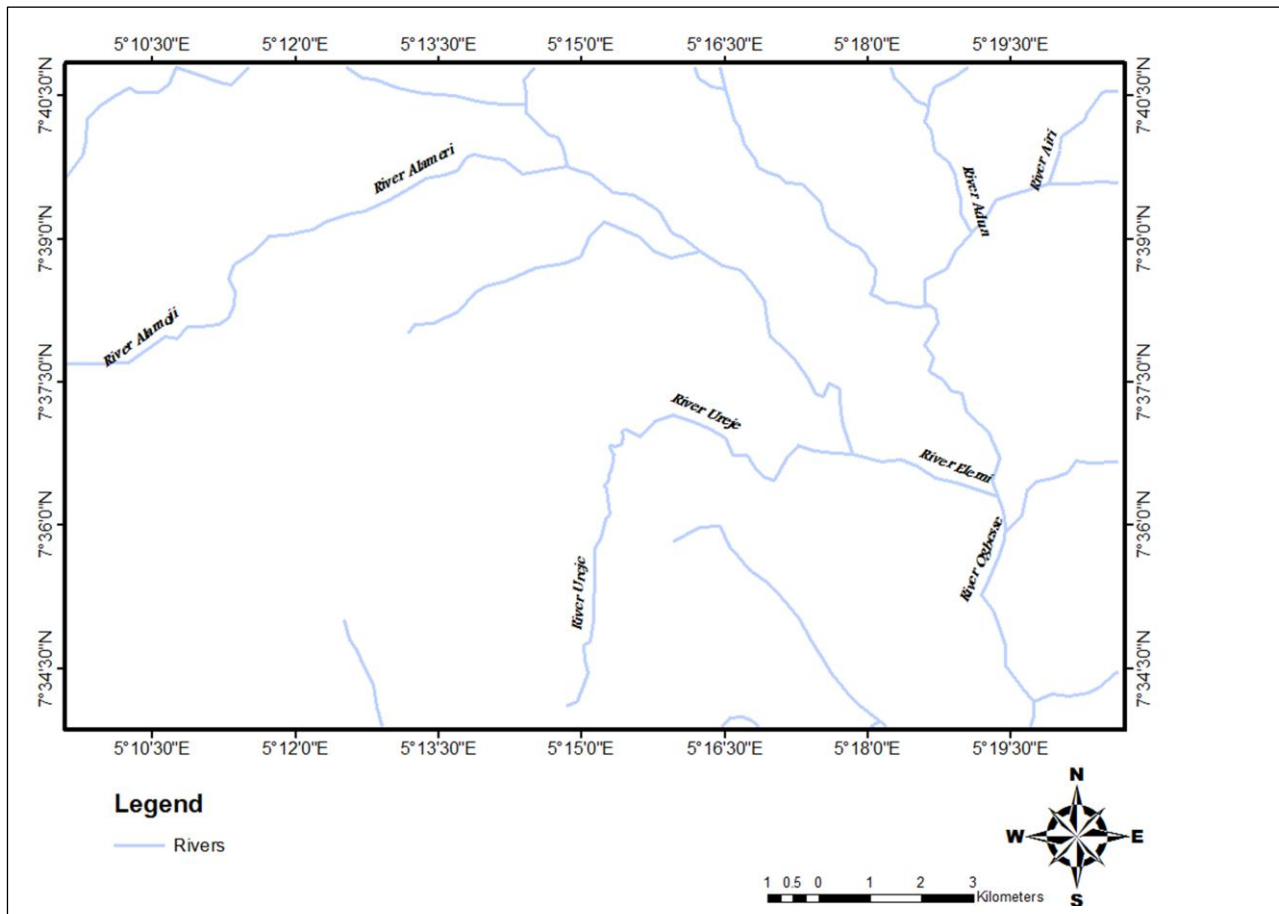 5°10'30"E 5°12'0"E 5°13'30"E 5°15'0"E 5°16'30"E 5°18'0"E 5°19'30"E
7°40'30"N
7°40'30"N
River Airi
River Alameri
River Adun
7°39'0"N
7°39'0"N
River Alamoji
7°37'30"N
7°37'30"N
River Ureje
River Elemi
7°36'0"N
7°36'0"N
River Ogbesse
River Ureje
7°34'30"N
7°34'30"N
5°10'30"E 5°12'0"E 5°13'30"E 5°15'0"E 5°16'30"E 5°18'0"E 5°19'30"E
Legend
Rivers
N
W E
S
1 0.5 0 1 2 3
Kilometers